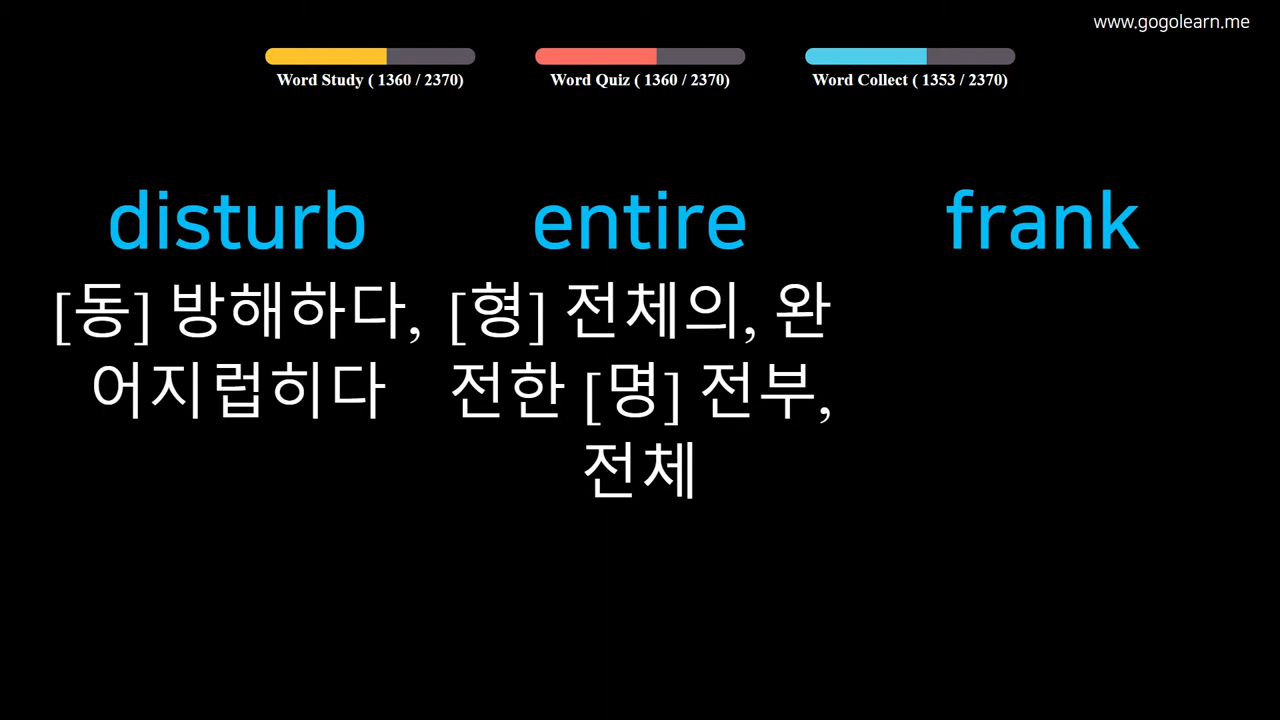 www.gogolearn.me
Word Study ( 1360 / 2370)
Word Quiz ( 1360 / 2370)
Word Collect ( 1353 / 2370)
disturb
[동] 방해하다,
어지럽히다
entire
[형] 전체의, 완
전한 [명] 전부,
전체
frank